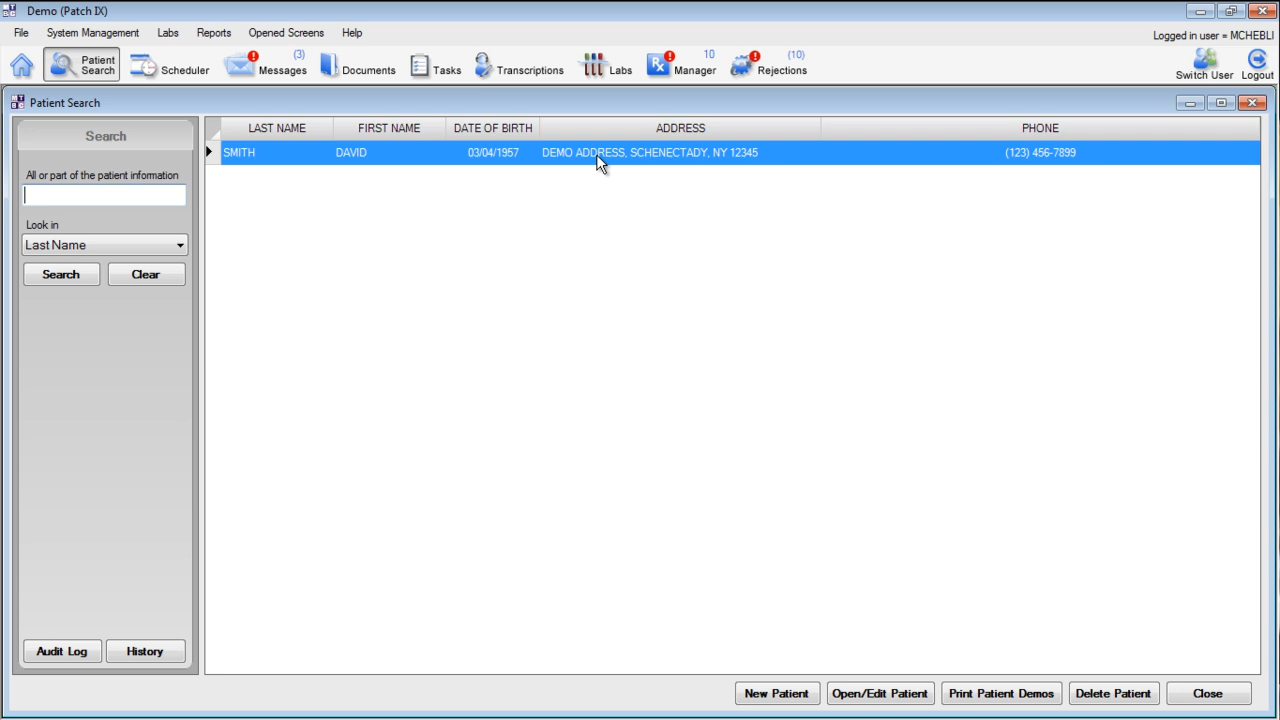 Demo (Patch IX)
File System Management Labs Reports Opened Screens Help
Logged in user = MCHEBLI
Patient Search
Scheduler
(3) Messages
Documents
Tasks
Transcriptions
Labs
10 Manager
(10) Rejections
Switch User
Logout
Patient Search
Search
All or part of the patient information
Look in
Last Name
Search Clear
Audit Log History
LAST NAME FIRST NAME DATE OF BIRTH ADDRESS PHONE
SMITH DAVID 03/04/1957 DEMO ADDRESS, SCHENECTADY, NY 12345 (123) 456-7899
New Patient Open/Edit Patient Print Patient Demos Delete Patient Close